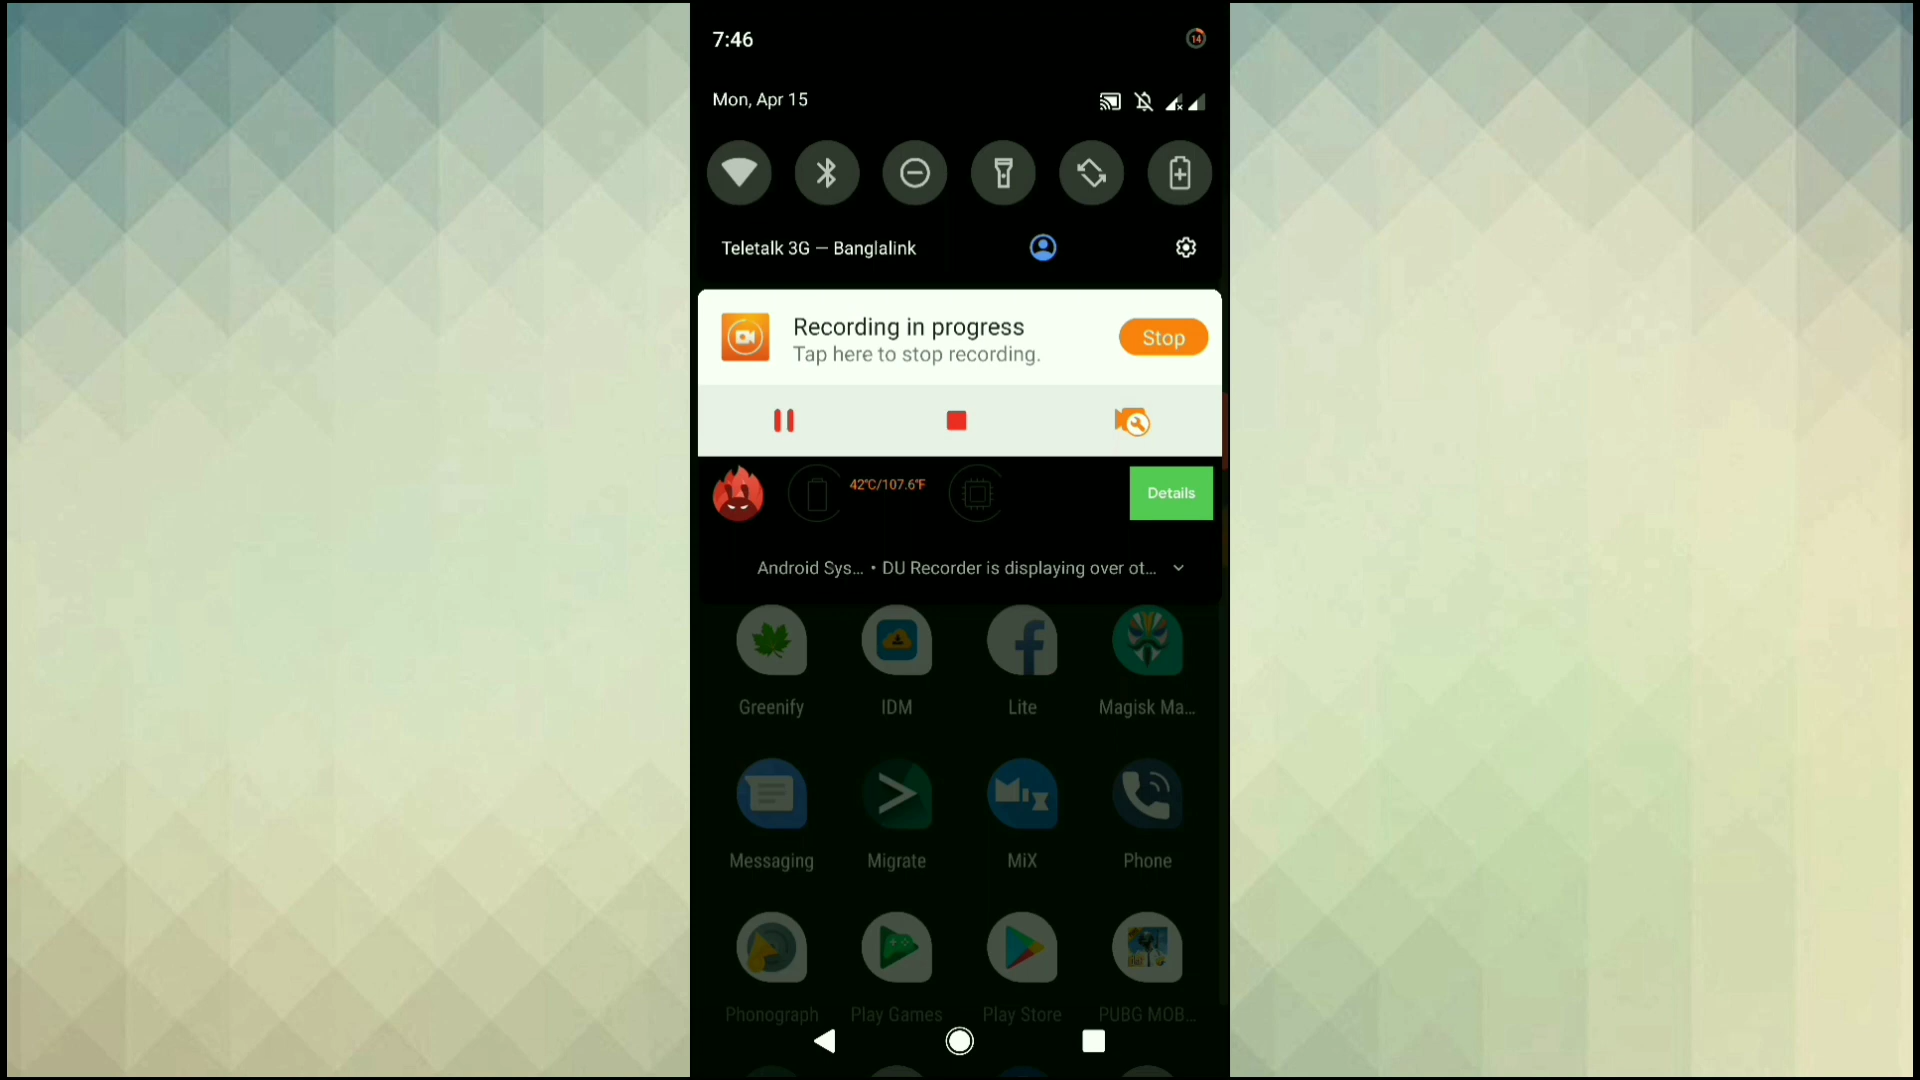 7:46
14
Mon, Apr 15
Teletalk 3G — Banglalink
Recording in progress
Tap here to stop recording.
Stop
42℃/107.6℉
Details
Android Sys... • DU Recorder is displaying over ot...
Greenify
IDM
Lite
Magisk Ma...
Messaging
Migrate
MiX
Phone
Phonograph
Play Games
Play Store
PUBG MOB...